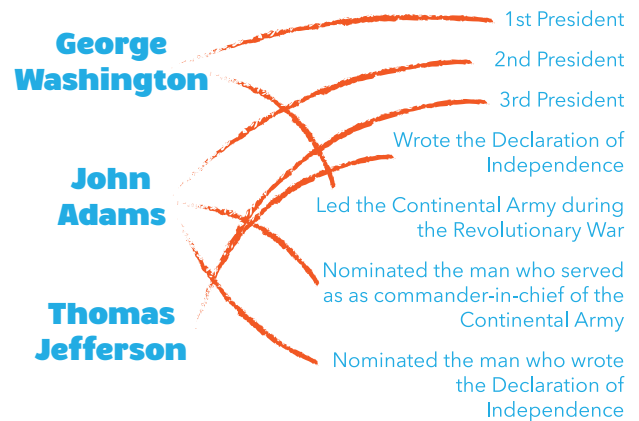 George
Washington
John
Adams
Thomas
Jefferson
1st President
2nd President
3rd President
Wrote the Declaration of
Independence
Led the Continental Army during
the Revolutionary War
Nominated the man who served
as as commander-in-chief of the
Continental Army
Nominated the man who wrote
the Declaration of
Independence